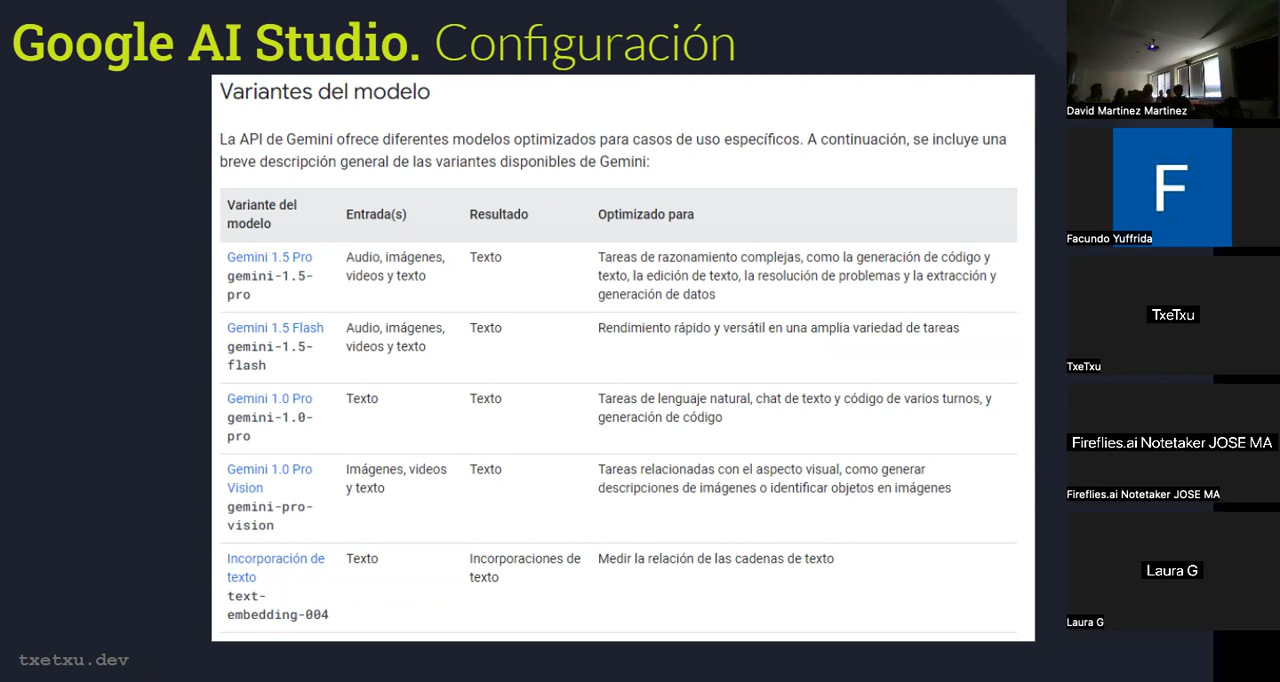 Google AI Studio. Configuración
Variantes del modelo
La API de Gemini ofrece diferentes modelos optimizados para casos de uso específicos. A continuación, se incluye una
breve descripción general de las variantes disponibles de Gemini:
Variante del
modelo
Entrada(s)
Resultado
Optimizado para
Gemini 1.5 Pro
gemini-1.5-
pro
Audio, imágenes,
videos y texto
Texto
Tareas de razonamiento complejas, como la generación de código y
texto, la edición de texto, la resolución de problemas y la extracción y
generación de datos
Gemini 1.5 Flash
gemini-1.5-
flash
Audio, imágenes,
videos y texto
Texto
Rendimiento rápido y versátil en una amplia variedad de tareas
Gemini 1.0 Pro
gemini-1.0-
pro
Texto
Texto
Tareas de lenguaje natural, chat de texto y código de varios turnos, y
generación de código
Gemini 1.0 Pro
Vision
gemini-pro-
vision
Imágenes, videos
y texto
Texto
Tareas relacionadas con el aspecto visual, como generar
descripciones de imágenes o identificar objetos en imágenes
Incorporación de
texto
text-
embedding-004
Texto
Incorporaciones de
texto
Medir la relación de las cadenas de texto
txetxu.dev
David Martinez Martinez
F
Facundo Yuffrida
TxeTxu
TxeTxu
Fireflies.ai Notetaker JOSE MA
Fireflies.ai Notetaker JOSE MA
Laura G
Laura G